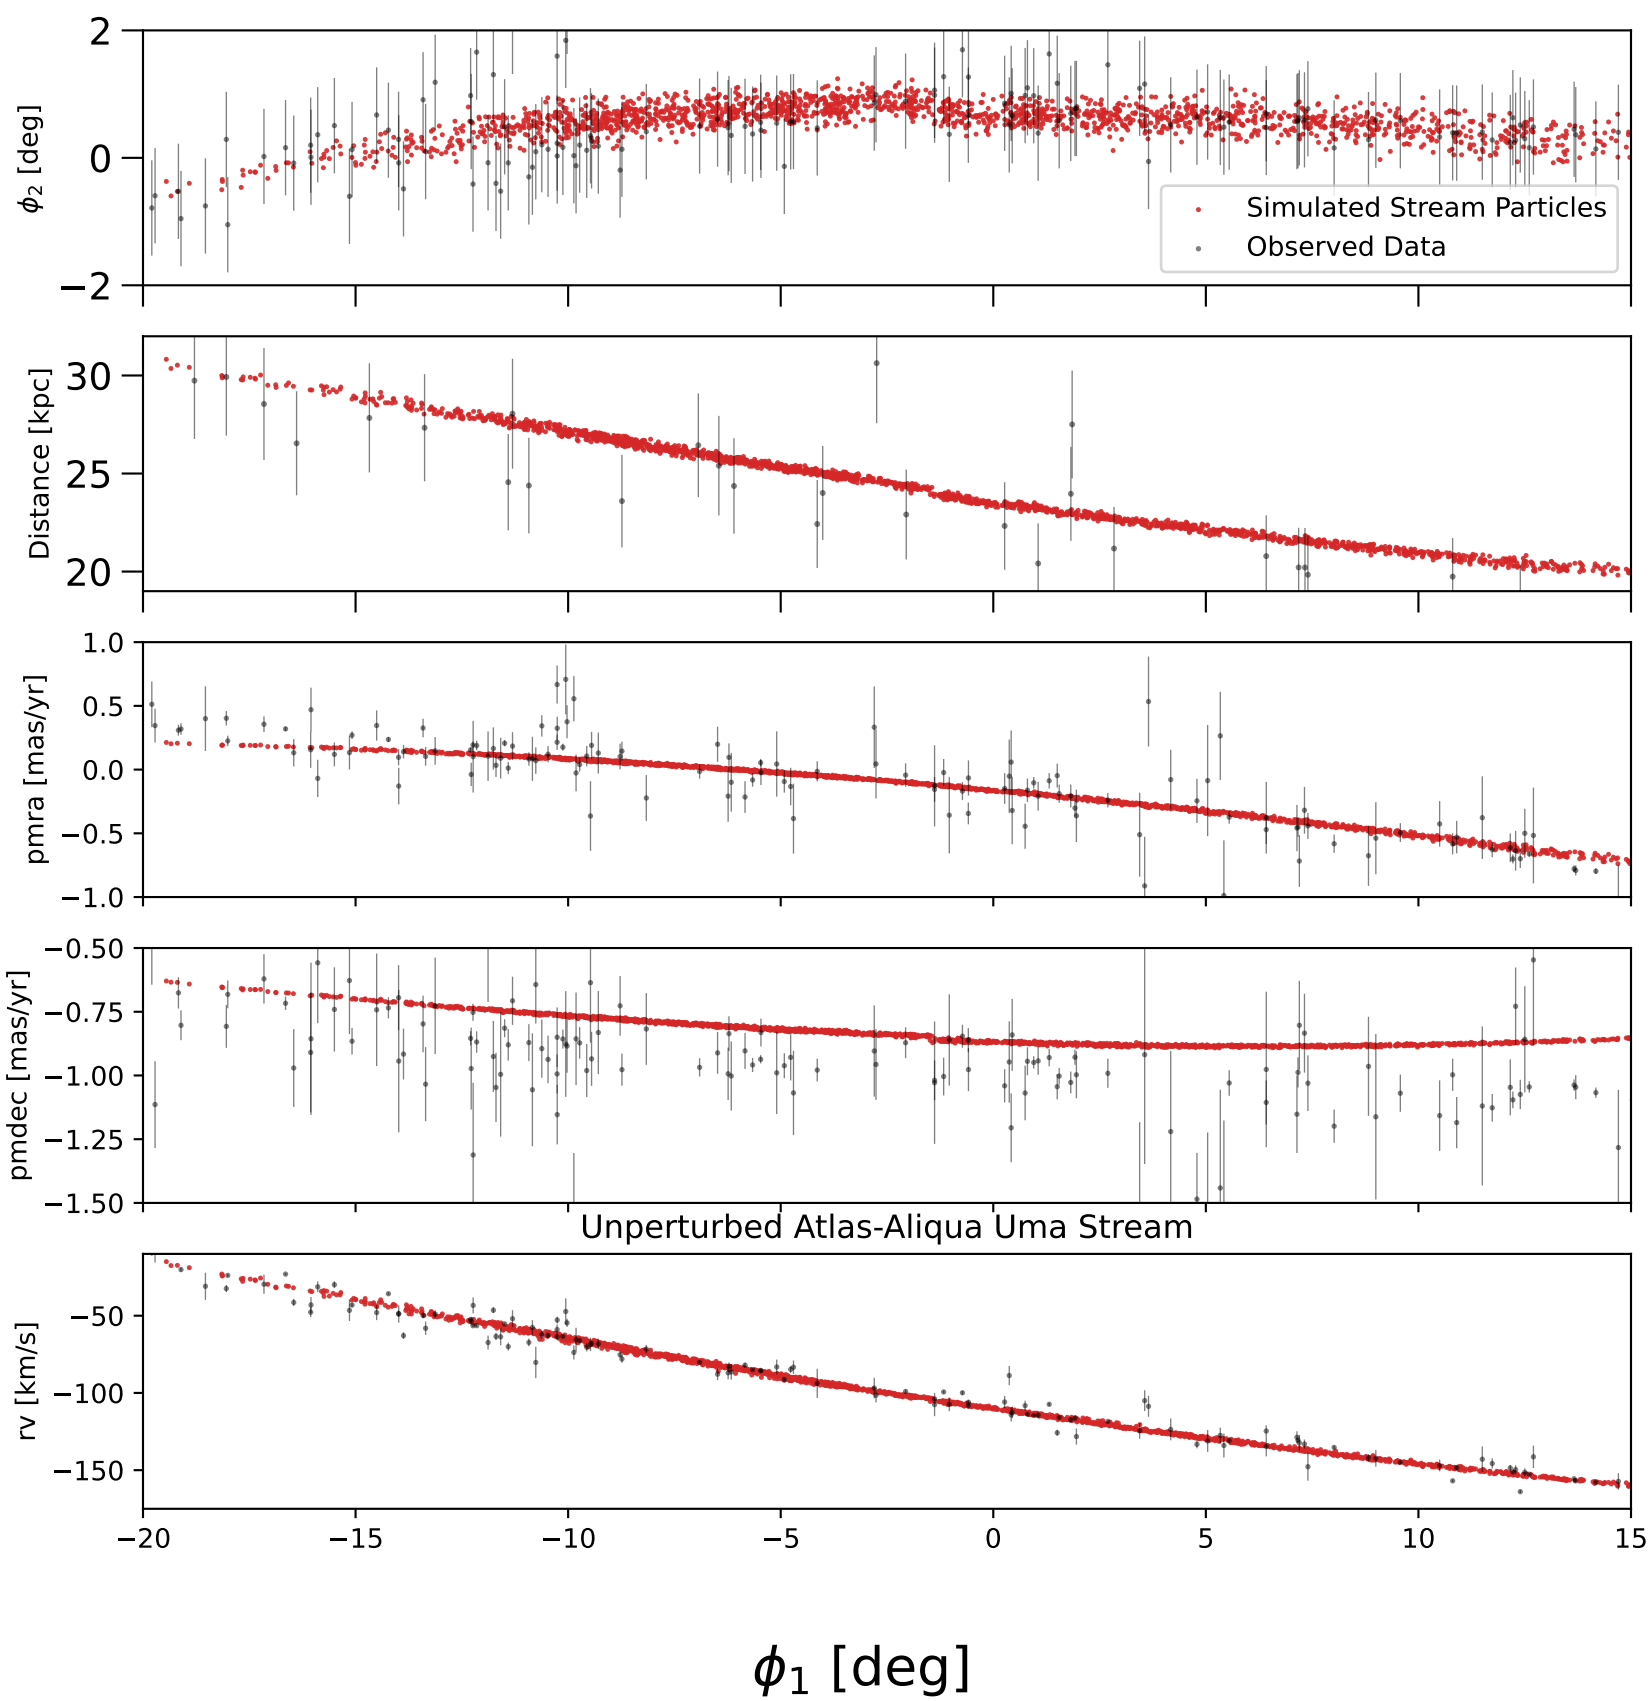 2
0
−2
ϕ₂ [deg]
Simulated Stream Particles
Observed Data
30
25
20
Distance [kpc]
1.0
0.5
0.0
−0.5
−1.0
pmra [mas/yr]
−0.50
−0.75
−1.00
−1.25
−1.50
pmdec [mas/yr]
Unperturbed Atlas-Aliqua Uma Stream
−50
−100
−150
rv [km/s]
−20 −15 −10 −5 0 5 10 15
ϕ₁ [deg]